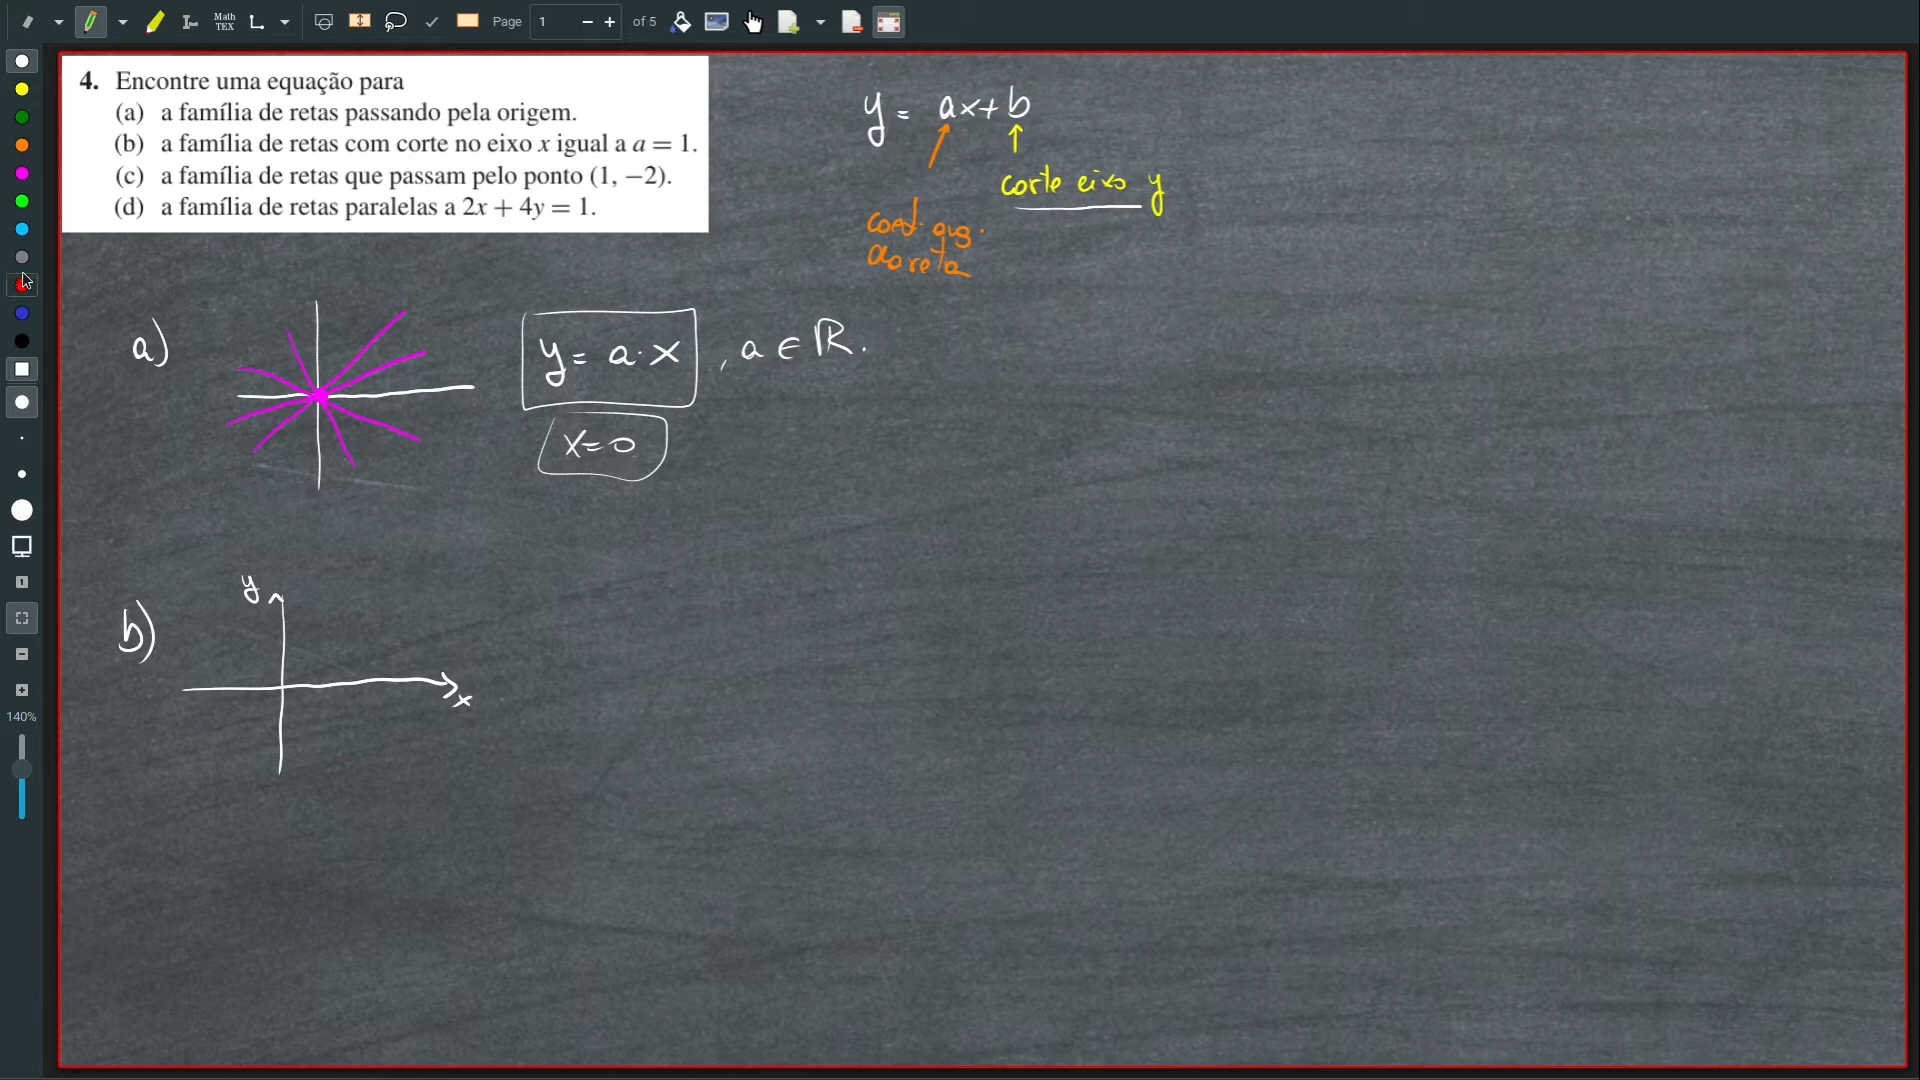 Math
TEX
Page 1 of 5
4. Encontre uma equação para
(a) a família de retas passando pela origem.
(b) a família de retas com corte no eixo x igual a a = 1.
(c) a família de retas que passam pelo ponto (1, −2).
(d) a família de retas paralelas a 2x + 4y = 1.
y = ax+b
corte eixo y
coef. ang.
da reta
a)
y = a·x , a ∈ ℝ.
x=0
b)
y
x
140%